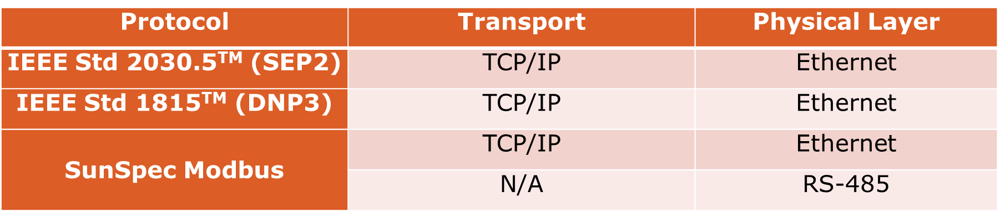 Protocol Transport Physical Layer
IEEE Std 2030.5™ (SEP2) TCP/IP Ethernet
IEEE Std 1815™ (DNP3) TCP/IP Ethernet
SunSpec Modbus TCP/IP Ethernet
N/A RS-485